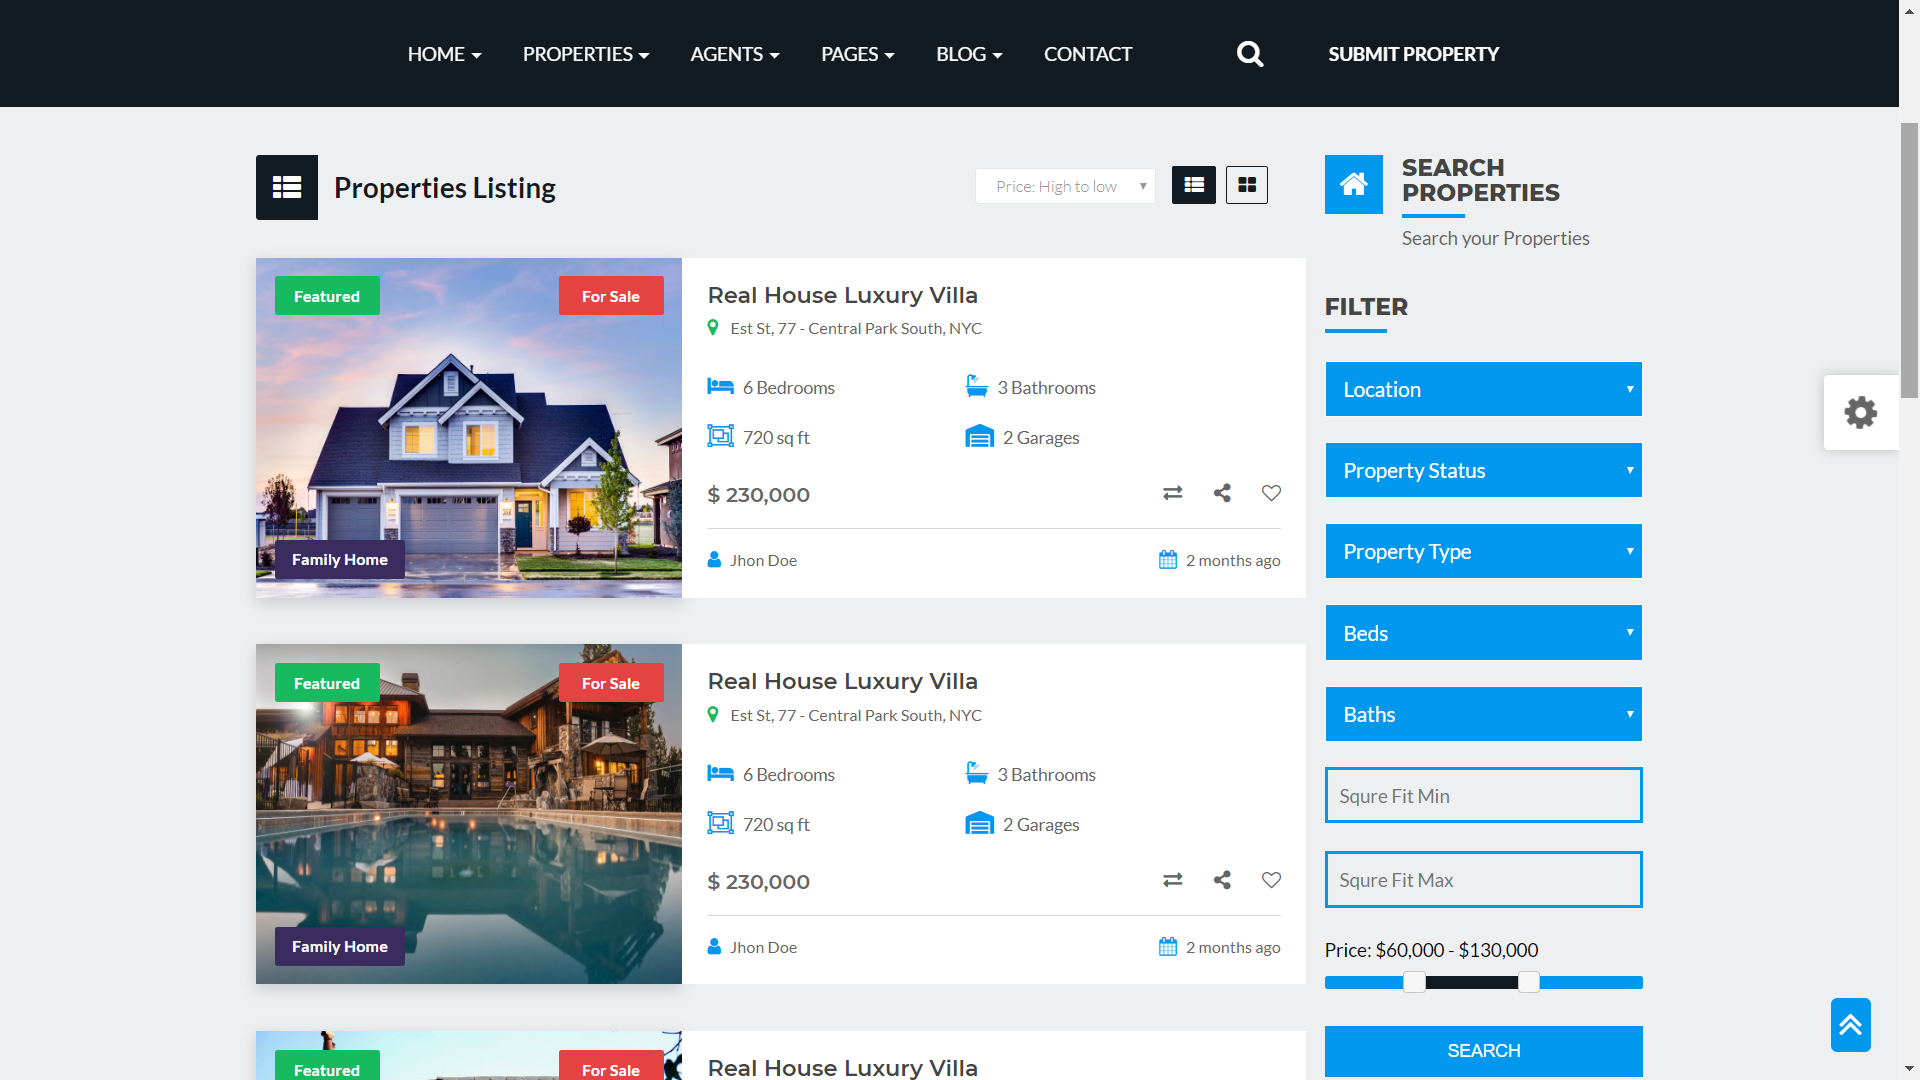 HOME PROPERTIES AGENTS PAGES BLOG CONTACT SUBMIT PROPERTY
Properties Listing
Price: High to low
Featured
For Sale
Family Home
Real House Luxury Villa
Est St, 77 - Central Park South, NYC
6 Bedrooms
3 Bathrooms
720 sq ft
2 Garages
$ 230,000
Jhon Doe
2 months ago
Featured
For Sale
Family Home
Real House Luxury Villa
Est St, 77 - Central Park South, NYC
6 Bedrooms
3 Bathrooms
720 sq ft
2 Garages
$ 230,000
Jhon Doe
2 months ago
Featured
For Sale
Real House Luxury Villa
SEARCH
PROPERTIES
Search your Properties
FILTER
Location
Property Status
Property Type
Beds
Baths
Squre Fit Min
Squre Fit Max
Price: $60,000 - $130,000
SEARCH